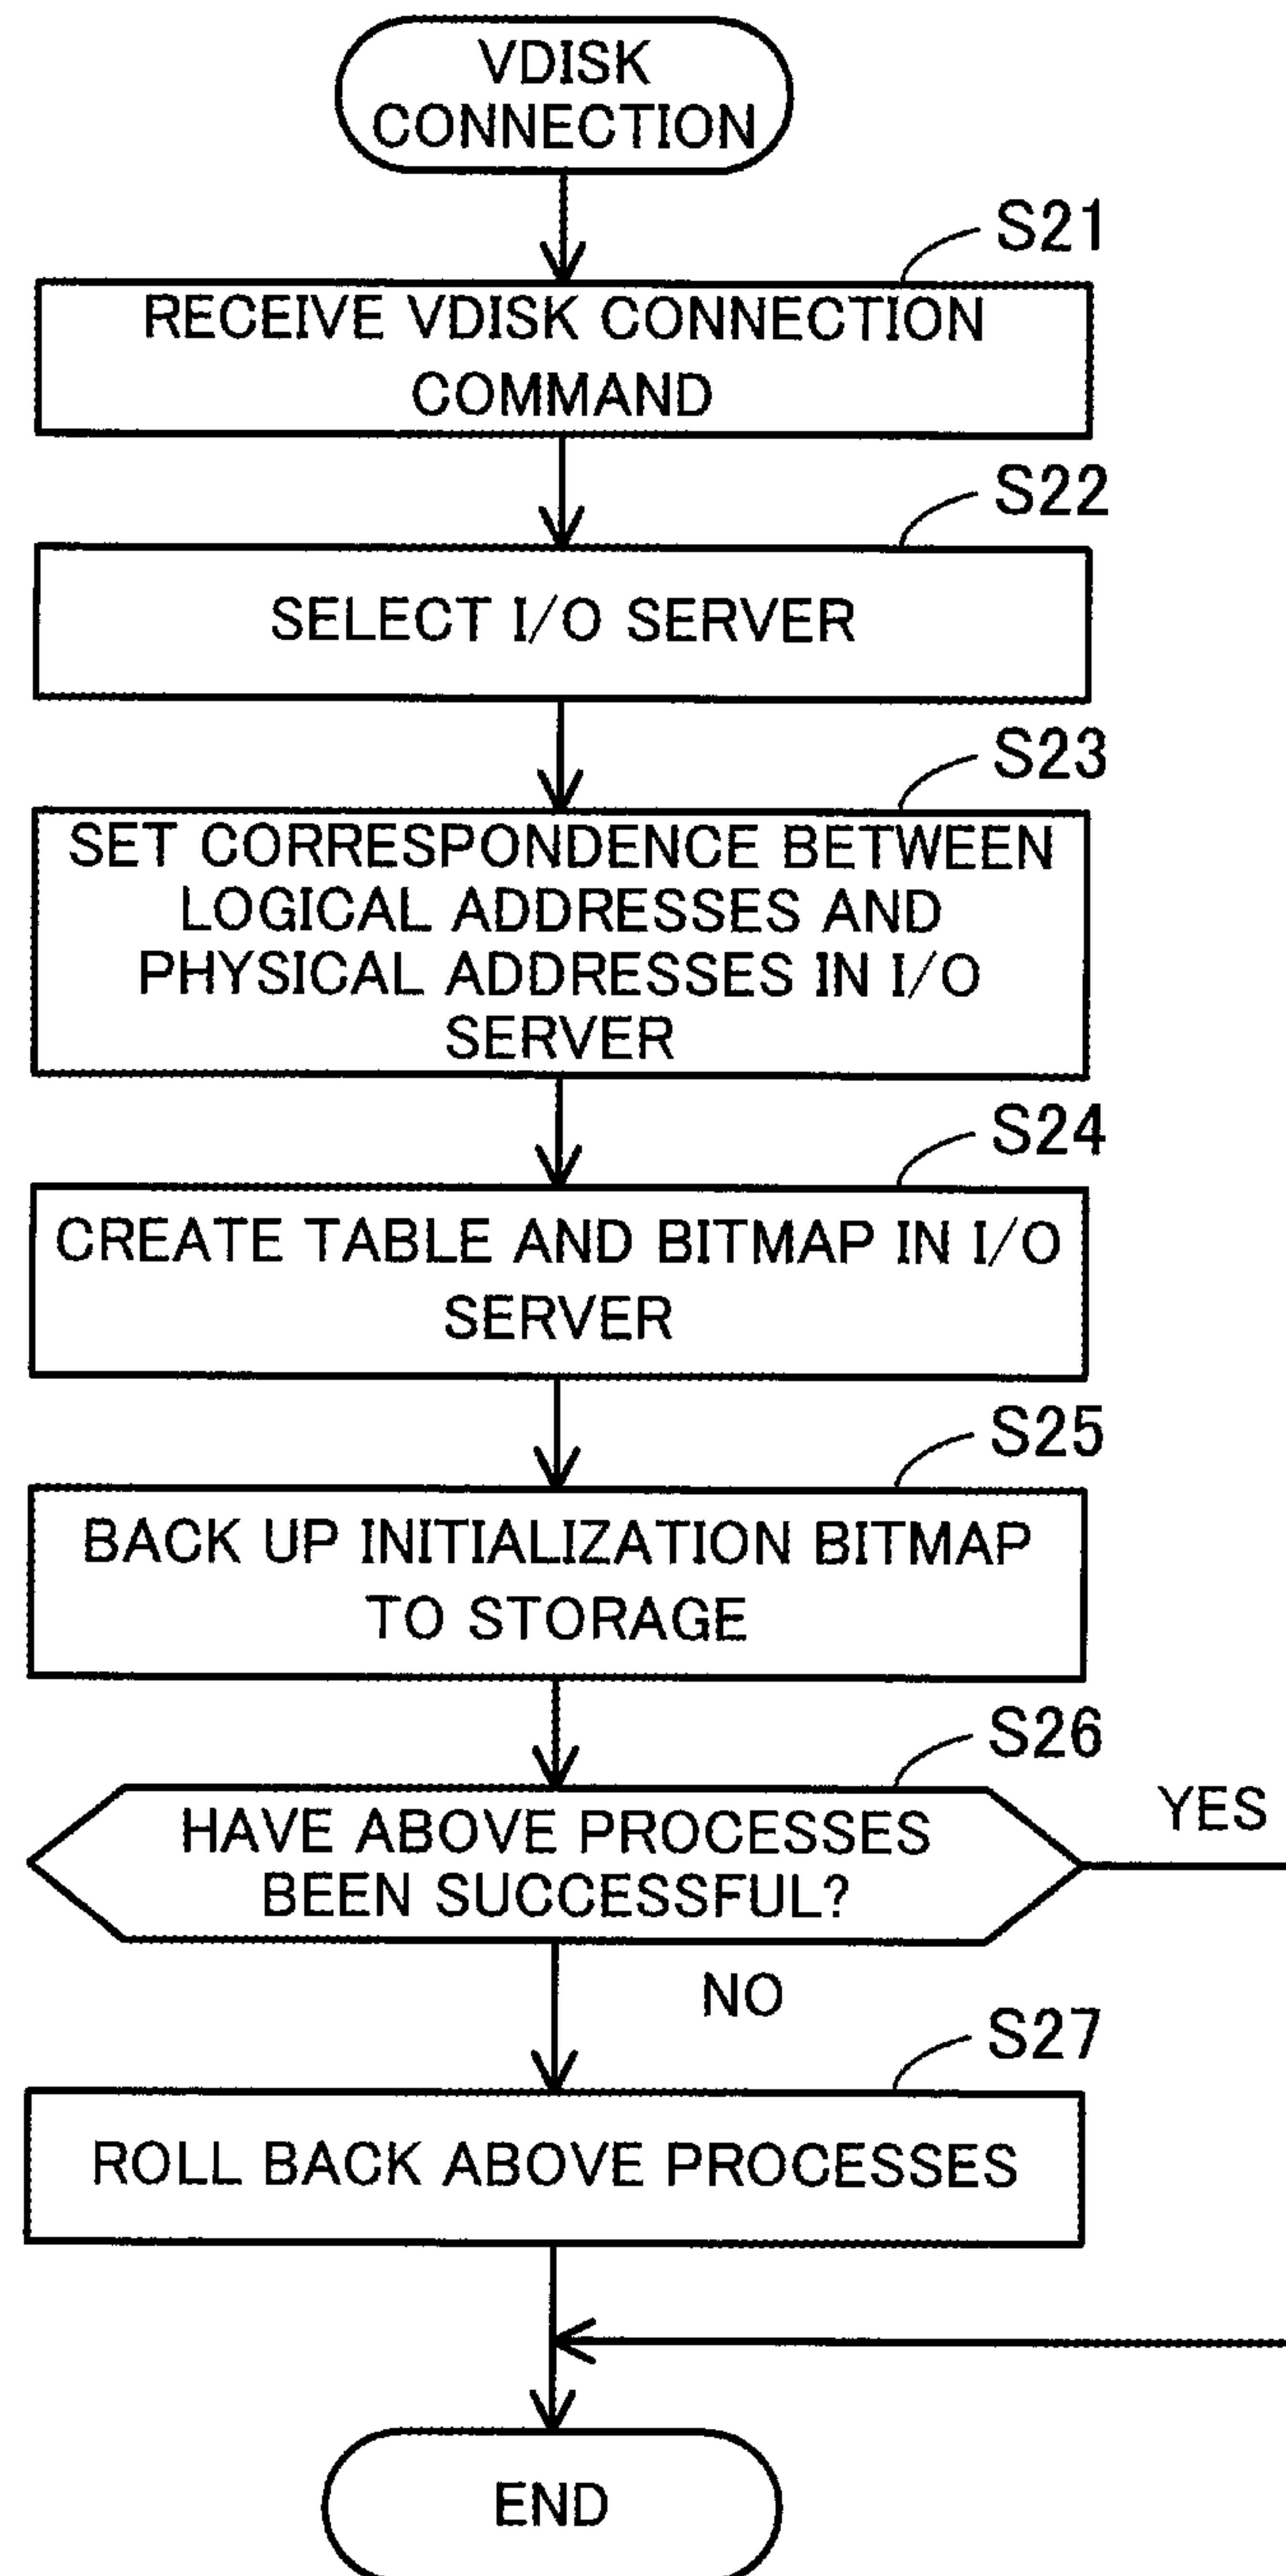 VDISK
CONNECTION
S21
RECEIVE VDISK CONNECTION
COMMAND
S22
SELECT I/O SERVER
S23
SET CORRESPONDENCE BETWEEN
LOGICAL ADDRESSES AND
PHYSICAL ADDRESSES IN I/O
SERVER
S24
CREATE TABLE AND BITMAP IN I/O
SERVER
S25
BACK UP INITIALIZATION BITMAP
TO STORAGE
S26
HAVE ABOVE PROCESSES
BEEN SUCCESSFUL?
YES
NO
S27
ROLL BACK ABOVE PROCESSES
END